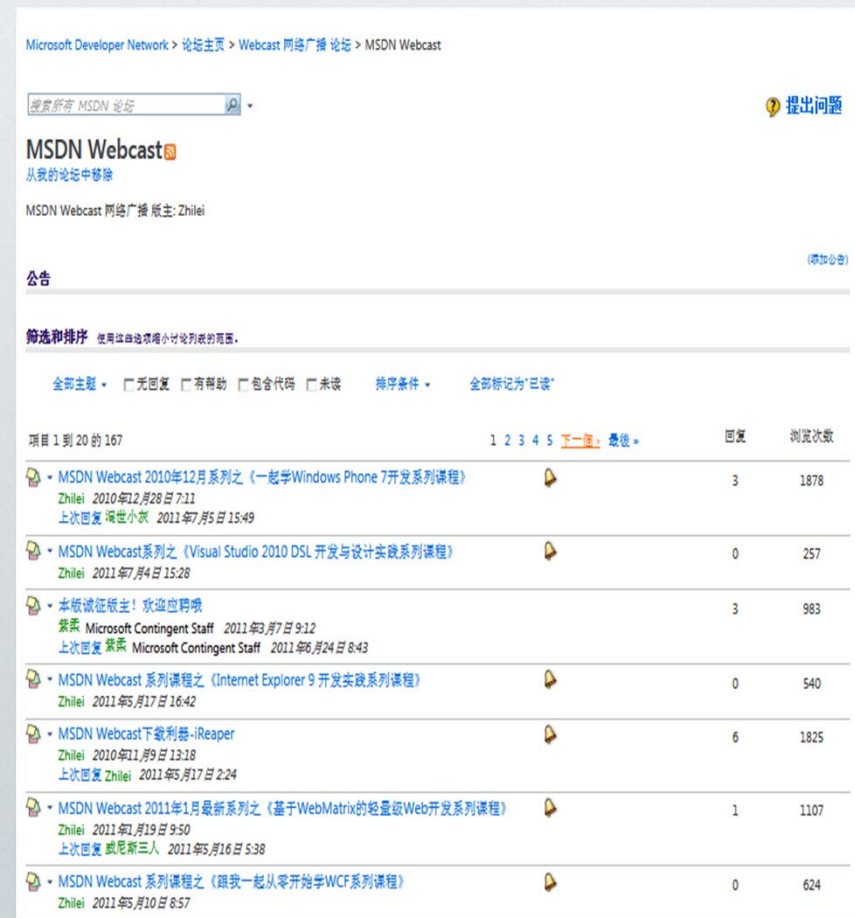 Microsoft Developer Network > 论坛主页 > Webcast 网络广播 论坛 > MSDN Webcast
搜索所有 MSDN 论坛
提出问题
MSDN Webcast
从我的论坛中移除
MSDN Webcast 网络广播 版主: Zhilei
(添加公告)
公告
筛选和排序 使用这些选项缩小讨论列表的范围。
全部主题 无回复 有帮助 包含代码 未读 排序条件 全部标记为"已读"
项目 1 到 20 的 167 1 2 3 4 5 下一個 › 最後 » 回复 浏览次数
MSDN Webcast 2010年12月系列之《一起学Windows Phone 7开发系列课程》 3 1878
Zhilei 2010年12月28日 7:11
上次回复 混世小灰 2011年7月5日 15:49
MSDN Webcast系列之《Visual Studio 2010 DSL 开发与设计实践系列课程》 0 257
Zhilei 2011年7月4日 15:28
本版诚征版主！欢迎应聘哦 3 983
紫柔 Microsoft Contingent Staff 2011年3月7日 9:12
上次回复 紫柔 Microsoft Contingent Staff 2011年6月24日 8:43
MSDN Webcast 系列课程之《Internet Explorer 9 开发实践系列课程》 0 540
Zhilei 2011年5月17日 16:42
MSDN Webcast下载利器-iReaper 6 1825
Zhilei 2010年11月9日 13:18
上次回复 Zhilei 2011年5月17日 2:24
MSDN Webcast 2011年1月最新系列之《基于WebMatrix的轻量级Web开发系列课程》 1 1107
Zhilei 2011年1月19日 9:50
上次回复 威尼斯三人 2011年5月16日 5:38
MSDN Webcast 系列课程之《跟我一起从零开始学WCF系列课程》 0 624
Zhilei 2011年5月10日 8:57